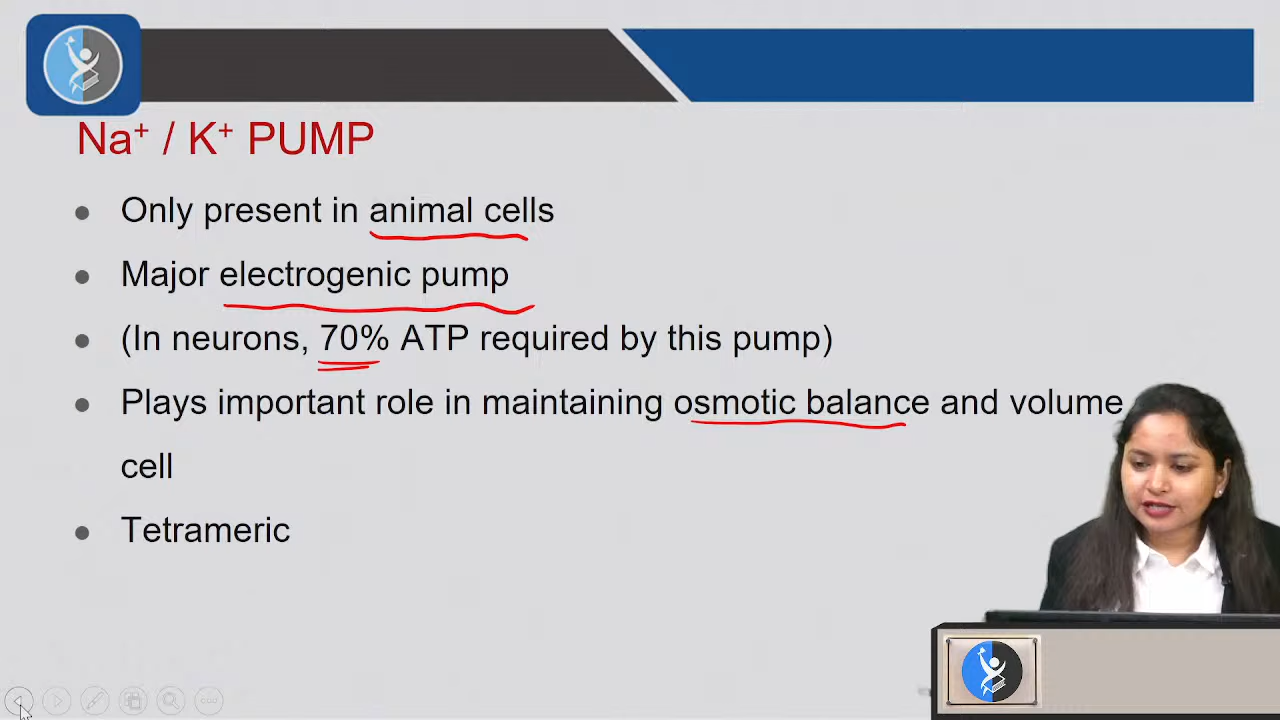 Na⁺ / K⁺ PUMP
Only present in animal cells
Major electrogenic pump
(In neurons, 70% ATP required by this pump)
Plays important role in maintaining osmotic balance and volume
cell
Tetrameric